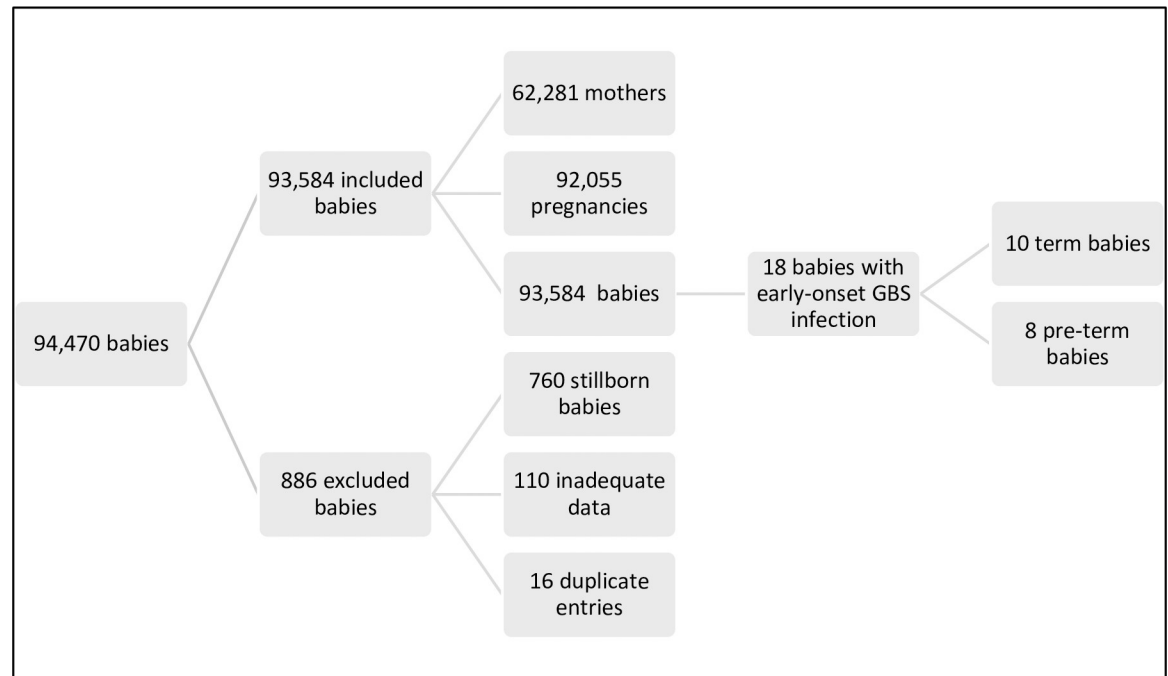 94,470 babies
93,584 included
babies
62,281 mothers
92,055
pregnancies
93,584 babies
18 babies with
early-onset GBS
infection
10 term babies
8 pre-term
babies
886 excluded
babies
760 stillborn
babies
110 inadequate
data
16 duplicate
entries